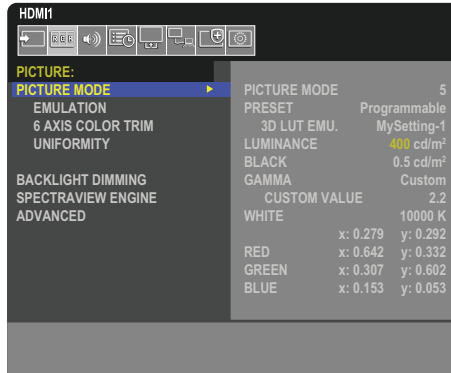 HDMI1
RGB
PICTURE:
PICTURE MODE
EMULATION
6 AXIS COLOR TRIM
UNIFORMITY
BACKLIGHT DIMMING
SPECTRAVIEW ENGINE
ADVANCED
PICTURE MODE 5
PRESET Programmable
3D LUT EMU. MySetting-1
LUMINANCE 400 cd/m²
BLACK 0.5 cd/m²
GAMMA Custom
CUSTOM VALUE 2.2
WHITE 10000 K
x: 0.279 y: 0.292
RED x: 0.642 y: 0.332
GREEN x: 0.307 y: 0.602
BLUE x: 0.153 y: 0.053